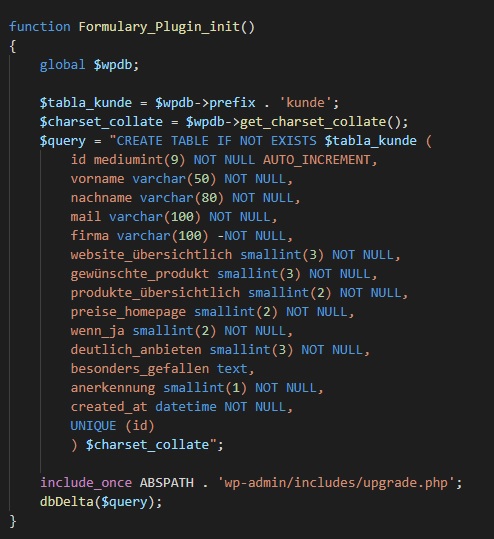 function Formulary_Plugin_init()
{
global $wpdb;
$tabla_kunde = $wpdb->prefix . 'kunde';
$charset_collate = $wpdb->get_charset_collate();
$query = "CREATE TABLE IF NOT EXISTS $tabla_kunde (
id mediumint(9) NOT NULL AUTO_INCREMENT,
vorname varchar(50) NOT NULL,
nachname varchar(80) NOT NULL,
mail varchar(100) NOT NULL,
firma varchar(100) -NOT NULL,
website_übersichtlich smallint(3) NOT NULL,
gewünschte_produkt smallint(3) NOT NULL,
produkte_übersichtlich smallint(2) NOT NULL,
preise_homepage smallint(2) NOT NULL,
wenn_ja smallint(2) NOT NULL,
deutlich_anbieten smallint(3) NOT NULL,
besonders_gefallen text,
anerkennung smallint(1) NOT NULL,
created_at datetime NOT NULL,
UNIQUE (id)
) $charset_collate";
include_once ABSPATH . 'wp-admin/includes/upgrade.php';
dbDelta($query);
}